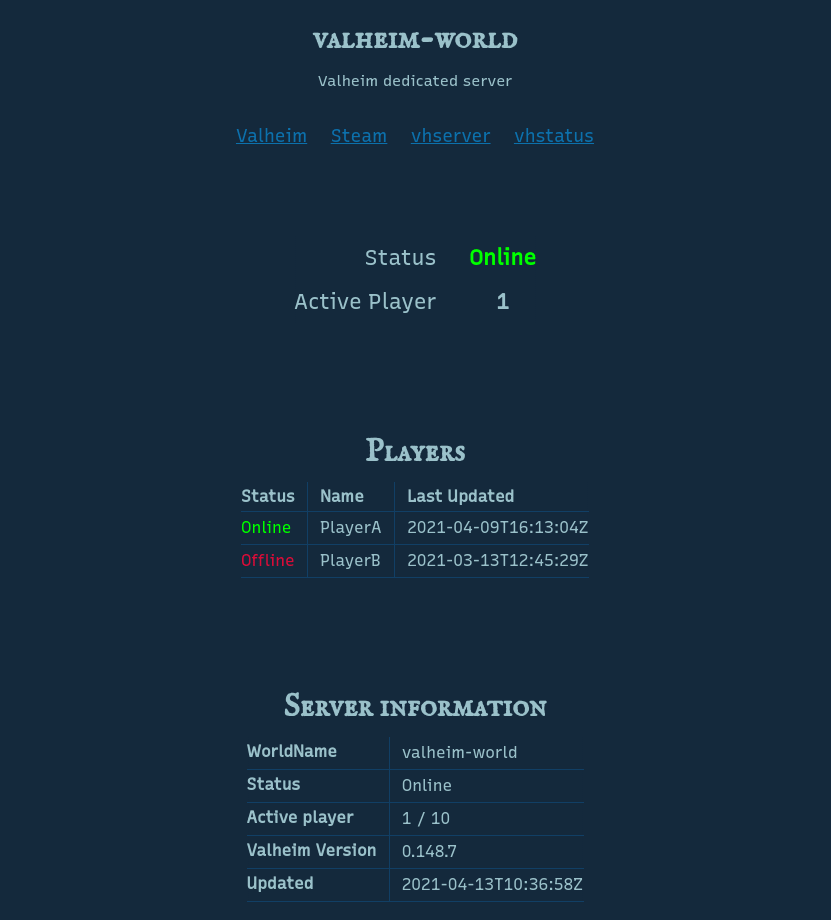 valheim-world
Valheim dedicated server
Valheim Steam vhserver vhstatus
Status Online
Active Player 1
Players
Status Name Last Updated
Online PlayerA 2021-04-09T16:13:04Z
Offline PlayerB 2021-03-13T12:45:29Z
Server information
WorldName valheim-world
Status Online
Active player 1 / 10
Valheim Version 0.148.7
Updated 2021-04-13T10:36:58Z